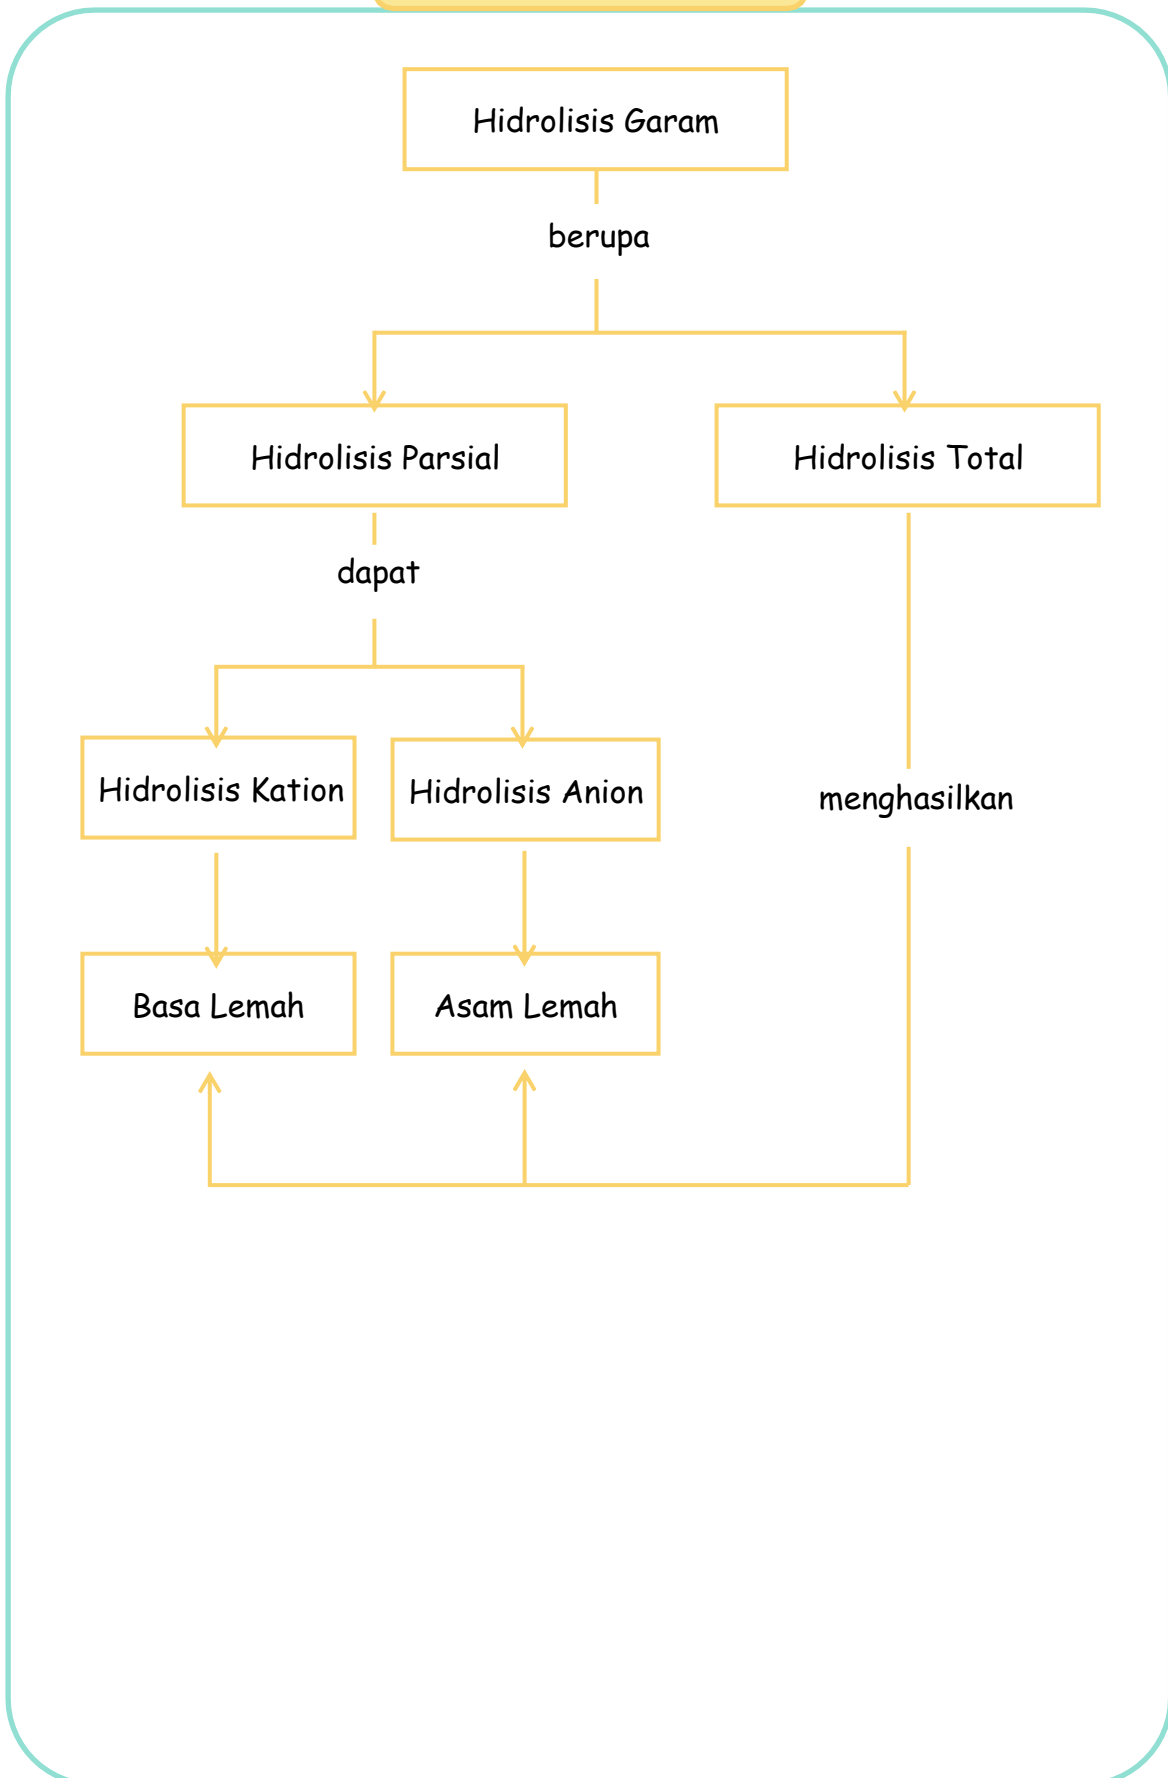 Hidrolisis Garam
berupa
Hidrolisis Parsial
Hidrolisis Total
dapat
Hidrolisis Kation
Hidrolisis Anion
menghasilkan
Basa Lemah
Asam Lemah